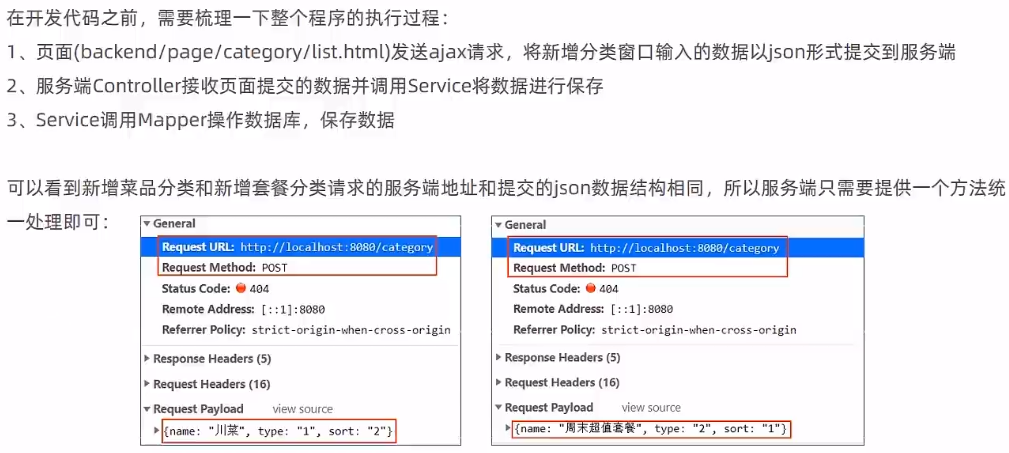 在开发代码之前，需要梳理一下整个程序的执行过程：
1、页面(backend/page/category/list.html)发送ajax请求，将新增分类窗口输入的数据以json形式提交到服务端
2、服务端Controller接收页面提交的数据并调用Service将数据进行保存
3、Service调用Mapper操作数据库，保存数据
可以看到新增菜品分类和新增套餐分类请求的服务端地址和提交的json数据结构相同，所以服务端只需要提供一个方法统
一处理即可：
General
Request URL: http://localhost:8080/category
Request Method: POST
Status Code: 404
Remote Address: [::1]:8080
Referrer Policy: strict-origin-when-cross-origin
Response Headers (5)
Request Headers (16)
Request Payload view source
{name: "川菜", type: "1", sort: "2"}
General
Request URL: http://localhost:8080/category
Request Method: POST
Status Code: 404
Remote Address: [::1]:8080
Referrer Policy: strict-origin-when-cross-origin
Response Headers (5)
Request Headers (16)
Request Payload view source
{name: "周末超值套餐", type: "2", sort: "1"}